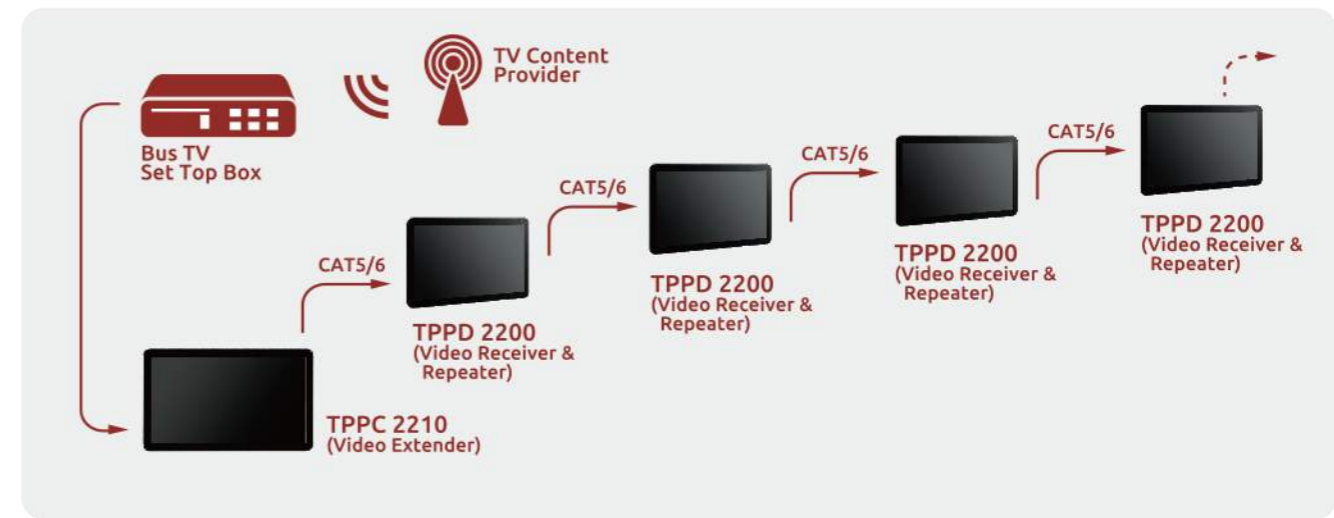 TV Content
Provider
Bus TV
Set Top Box
CAT5/6
CAT5/6
CAT5/6
CAT5/6
TPPD 2200
(Video Receiver &
Repeater)
TPPD 2200
(Video Receiver &
Repeater)
TPPD 2200
(Video Receiver &
Repeater)
TPPD 2200
(Video Receiver &
Repeater)
TPPC 2210
(Video Extender)